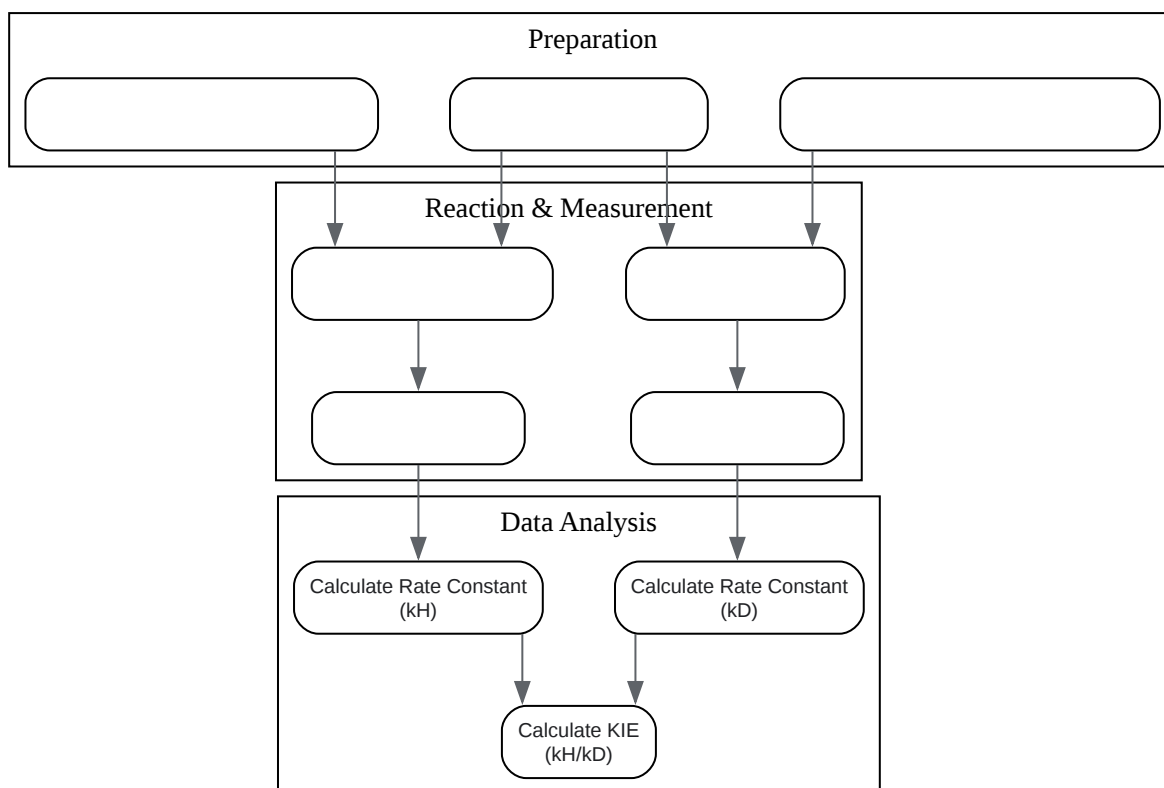 Preparation
Reaction & Measurement
Data Analysis
Calculate Rate Constant
(kH)
Calculate Rate Constant
(kD)
Calculate KIE
(kH/kD)